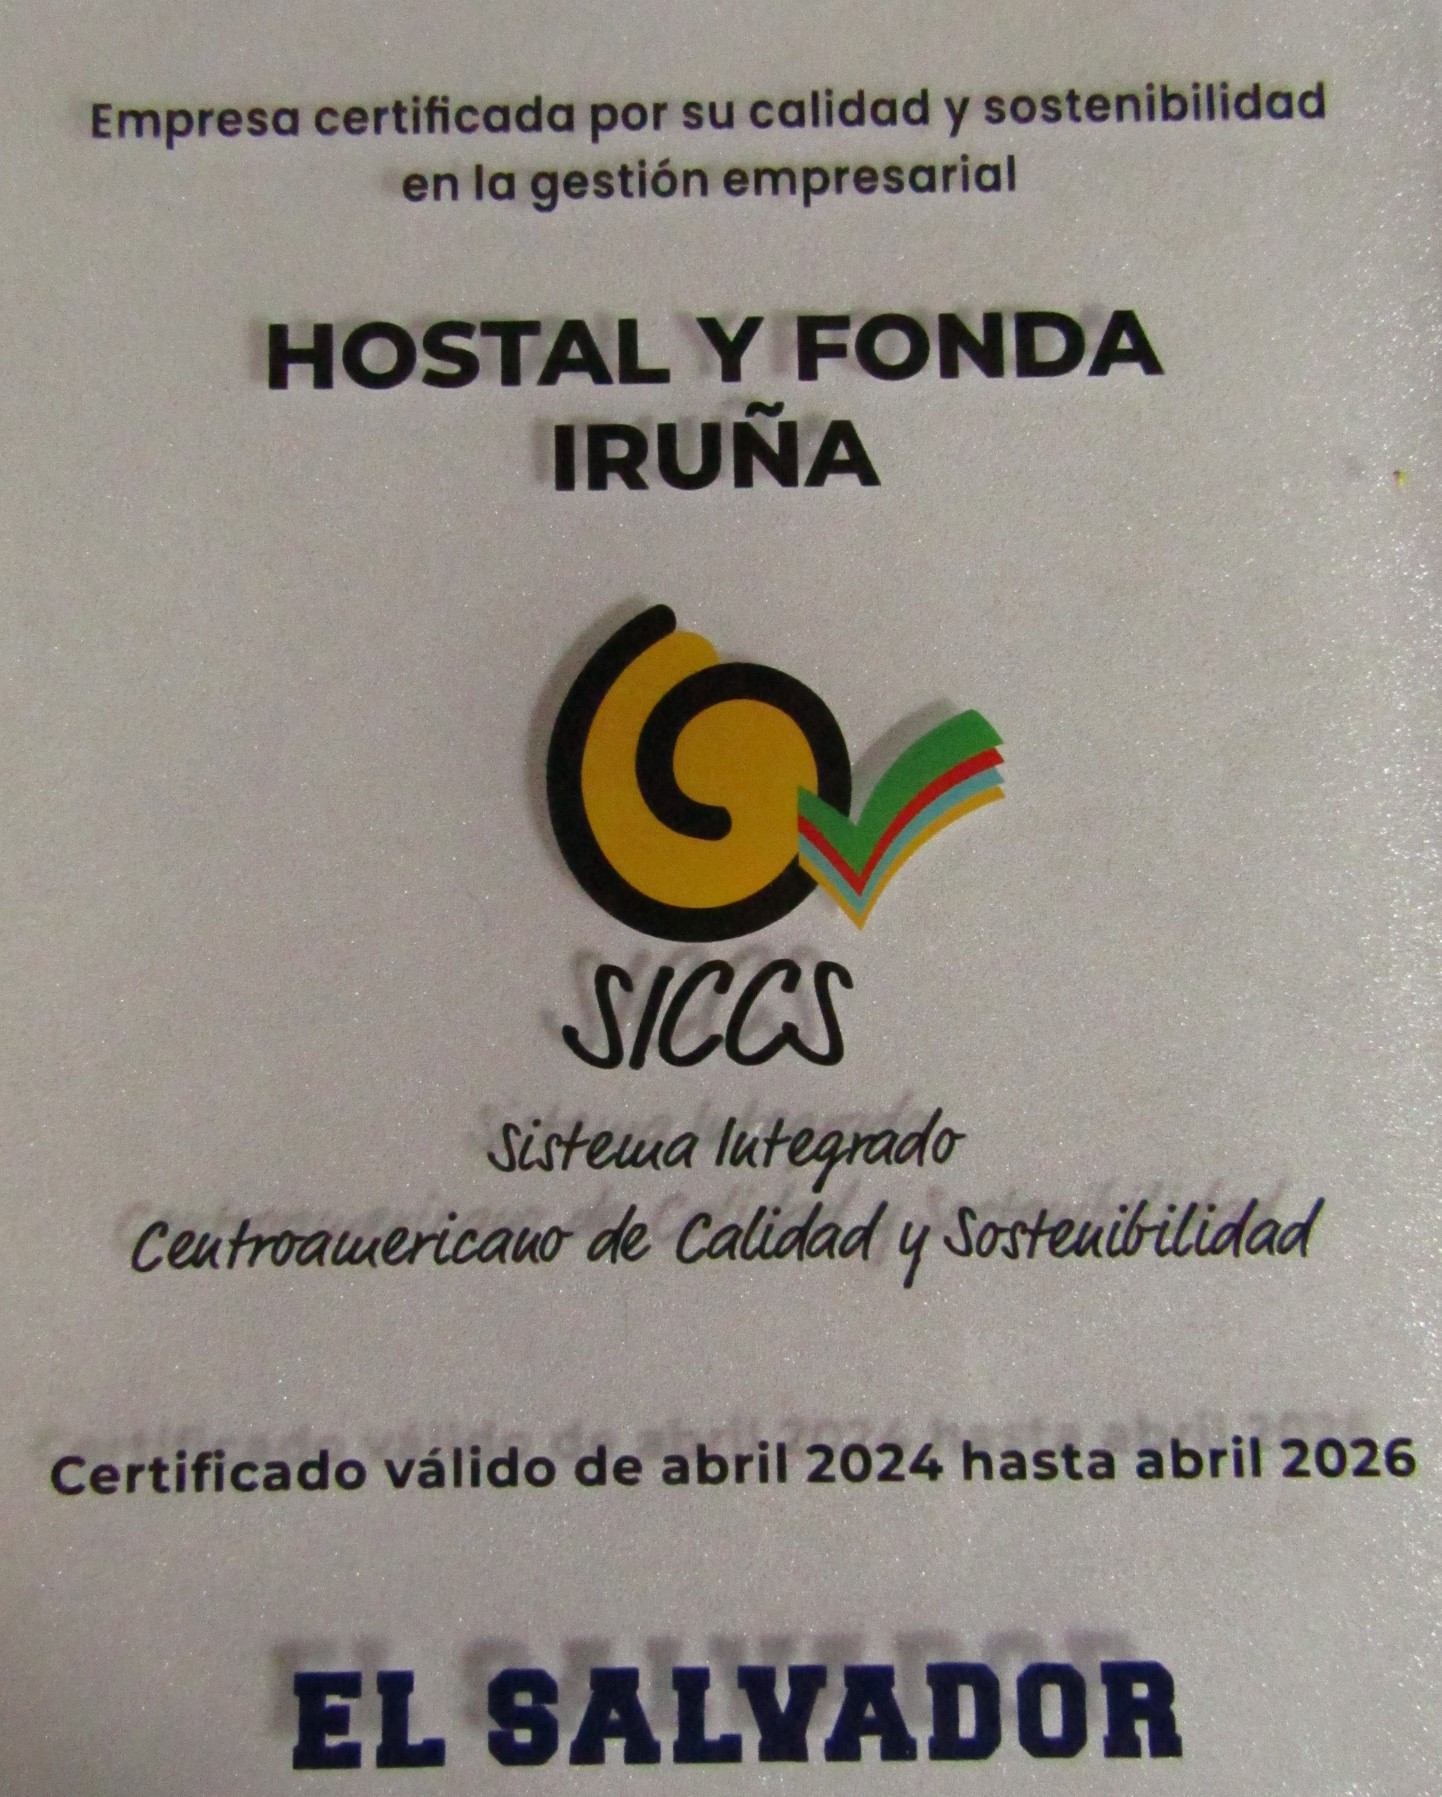 Empresa certificada por su calidad y sostenibilidad
en la gestión empresarial
HOSTAL Y FONDA
IRUÑA
SICCS
Sistema Integrado
Centroamericano de Calidad y Sostenibilidad
Certificado válido de abril 2024 hasta abril 2026
EL SALVADOR